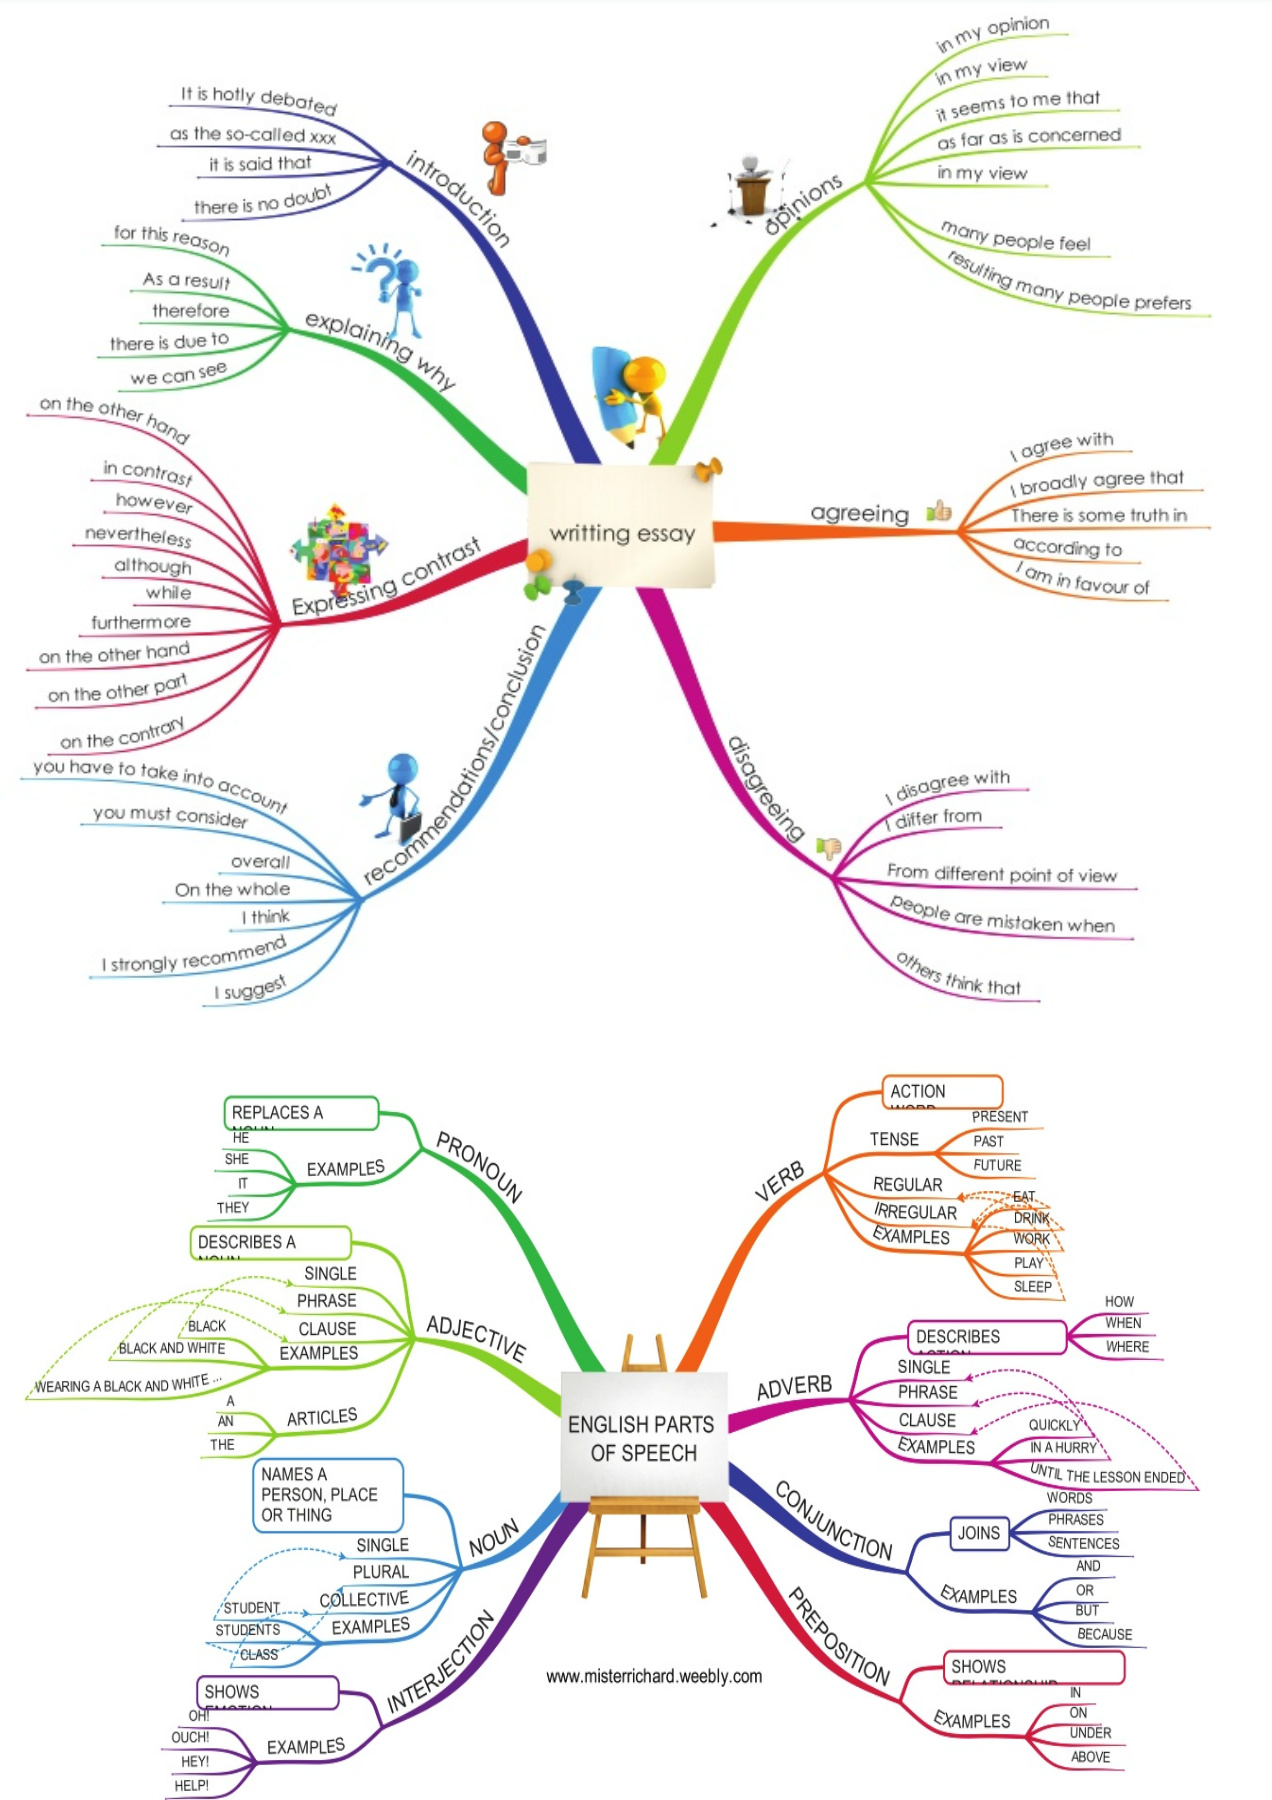 writting essay
introduction
It is hotly debated
as the so-called xxx
it is said that
there is no doubt
explaining why
for this reason
As a result
therefore
there is due to
we can see
Expressing contrast
on the other hand
in contrast
however
nevertheless
although
while
furthermore
on the other hand
on the other part
on the contrary
recommendations/conclusion
you have to take into account
you must consider
overall
On the whole
I think
I strongly recommend
I suggest
opinions
in my opinion
in my view
it seems to me that
as far as is concerned
in my view
many people feel
resulting many people prefers
agreeing
I agree with
I broadly agree that
There is some truth in
according to
I am in favour of
disagreeing
I disagree with
I differ from
From different point of view
people are mistaken when
others think that
ENGLISH PARTS
OF SPEECH
PRONOUN
REPLACES A
NOUN
EXAMPLES
HE
SHE
IT
THEY
ADJECTIVE
DESCRIBES A
NOUN
SINGLE
PHRASE
CLAUSE
EXAMPLES
BLACK
BLACK AND WHITE
WEARING A BLACK AND WHITE ...
ARTICLES
A
AN
THE
NOUN
NAMES A
PERSON, PLACE
OR THING
SINGLE
PLURAL
COLLECTIVE
EXAMPLES
STUDENT
STUDENTS
CLASS
INTERJECTION
SHOWS
EMOTION
EXAMPLES
OH!
OUCH!
HEY!
HELP!
VERB
ACTION
WORD
TENSE
PRESENT
PAST
FUTURE
REGULAR
IRREGULAR
EXAMPLES
EAT
DRINK
WORK
PLAY
SLEEP
ADVERB
DESCRIBES
ACTION
HOW
WHEN
WHERE
SINGLE
PHRASE
CLAUSE
EXAMPLES
QUICKLY
IN A HURRY
UNTIL THE LESSON ENDED
CONJUNCTION
JOINS
WORDS
PHRASES
SENTENCES
EXAMPLES
AND
OR
BUT
BECAUSE
PREPOSITION
SHOWS
RELATIONSHIP
EXAMPLES
IN
ON
UNDER
ABOVE
www.misterrichard.weebly.com